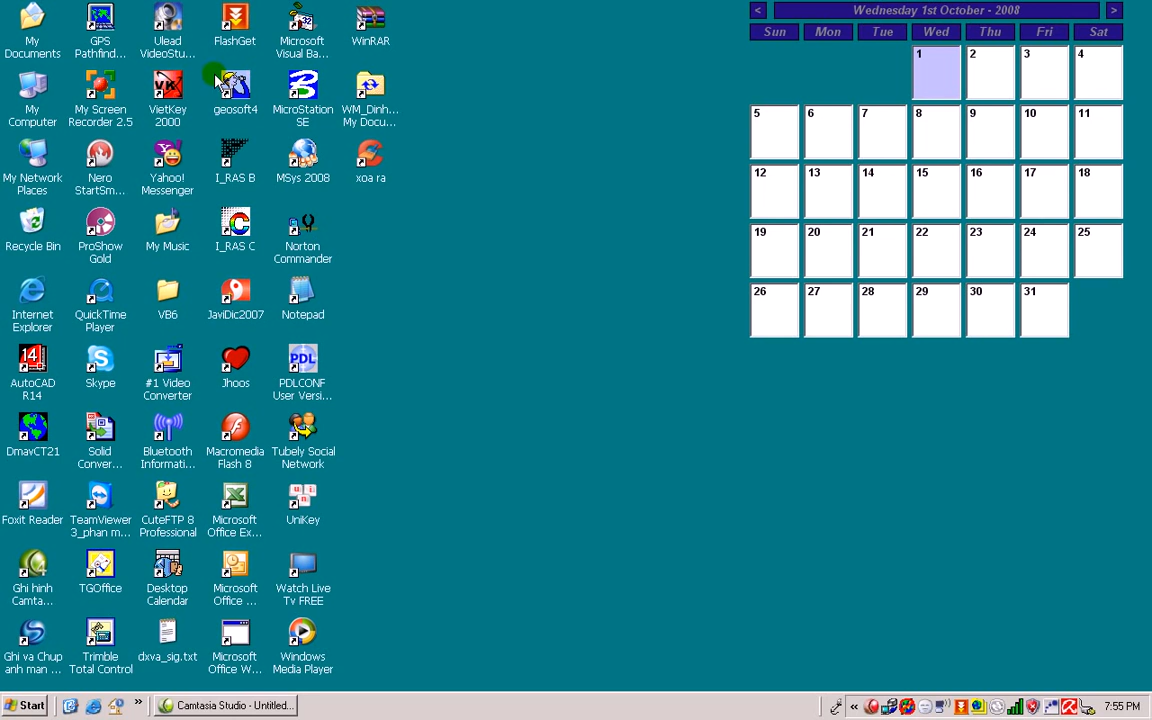 My Documents
GPS Pathfind...
Ulead VideoStu...
FlashGet
Microsoft Visual Ba...
WinRAR
My Computer
My Screen Recorder 2.5
VietKey 2000
geosoft4
MicroStation SE
WM_Dinh... My Docu...
My Network Places
Nero StartSm...
Yahoo! Messenger
I_RAS B
MSys 2008
xoa ra
Recycle Bin
ProShow Gold
My Music
I_RAS C
Norton Commander
Internet Explorer
QuickTime Player
VB6
JaviDic2007
Notepad
AutoCAD R14
Skype
#1 Video Converter
Jhoos
PDLCONF User Versi...
DmavCT21
Solid Conver...
Bluetooth Informati...
Macromedia Flash 8
Tubely Social Network
Foxit Reader
TeamViewer 3_phan m...
CuteFTP 8 Professional
Microsoft Office Ex...
UniKey
Ghi hinh Camta...
TGOffice
Desktop Calendar
Microsoft Office ...
Watch Live Tv FREE
Ghi va Chup anh man ...
Trimble Total Control
dxva_sig.txt
Microsoft Office W...
Windows Media Player
< Wednesday 1st October - 2008 >
Sun Mon Tue Wed Thu Fri Sat
1 2 3 4
5 6 7 8 9 10 11
12 13 14 15 16 17 18
19 20 21 22 23 24 25
26 27 28 29 30 31
Start » Camtasia Studio - Untitled... « 7:55 PM